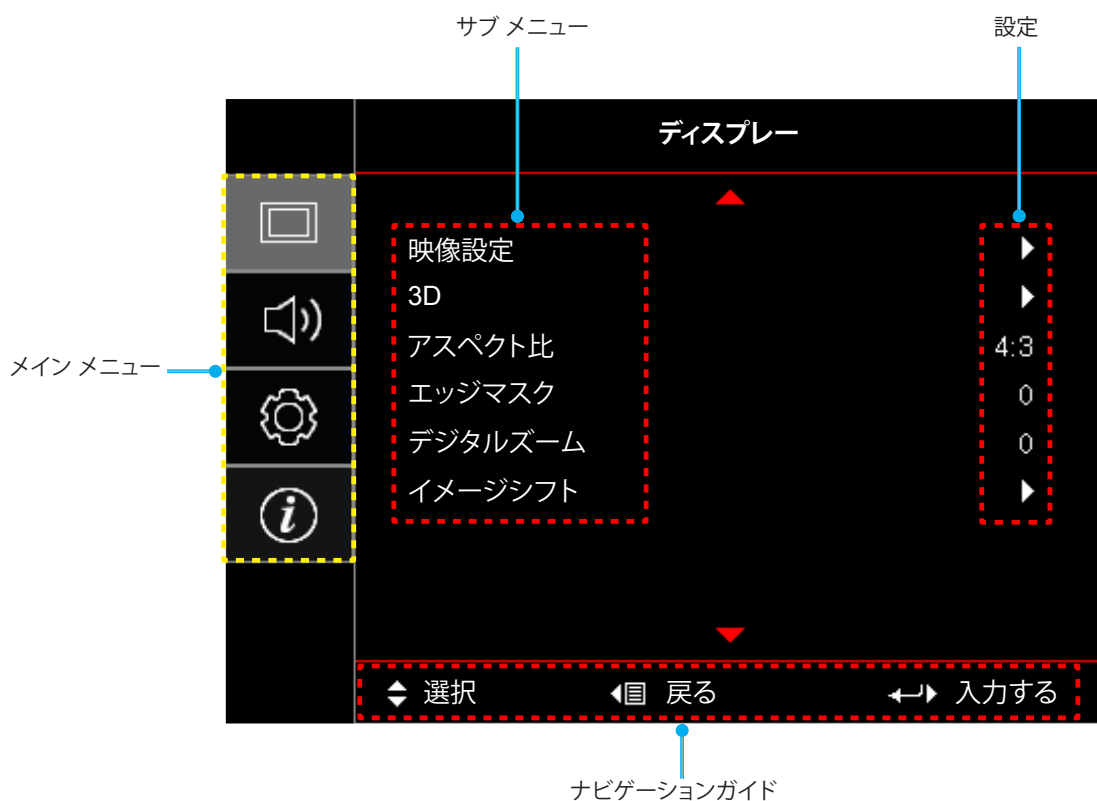 サブ メニュー 設定
ディスプレー
映像設定
3D
アスペクト比 4:3
エッジマスク 0
デジタルズーム 0
イメージシフト
メイン メニュー
選択 戻る 入力する
ナビゲーションガイド